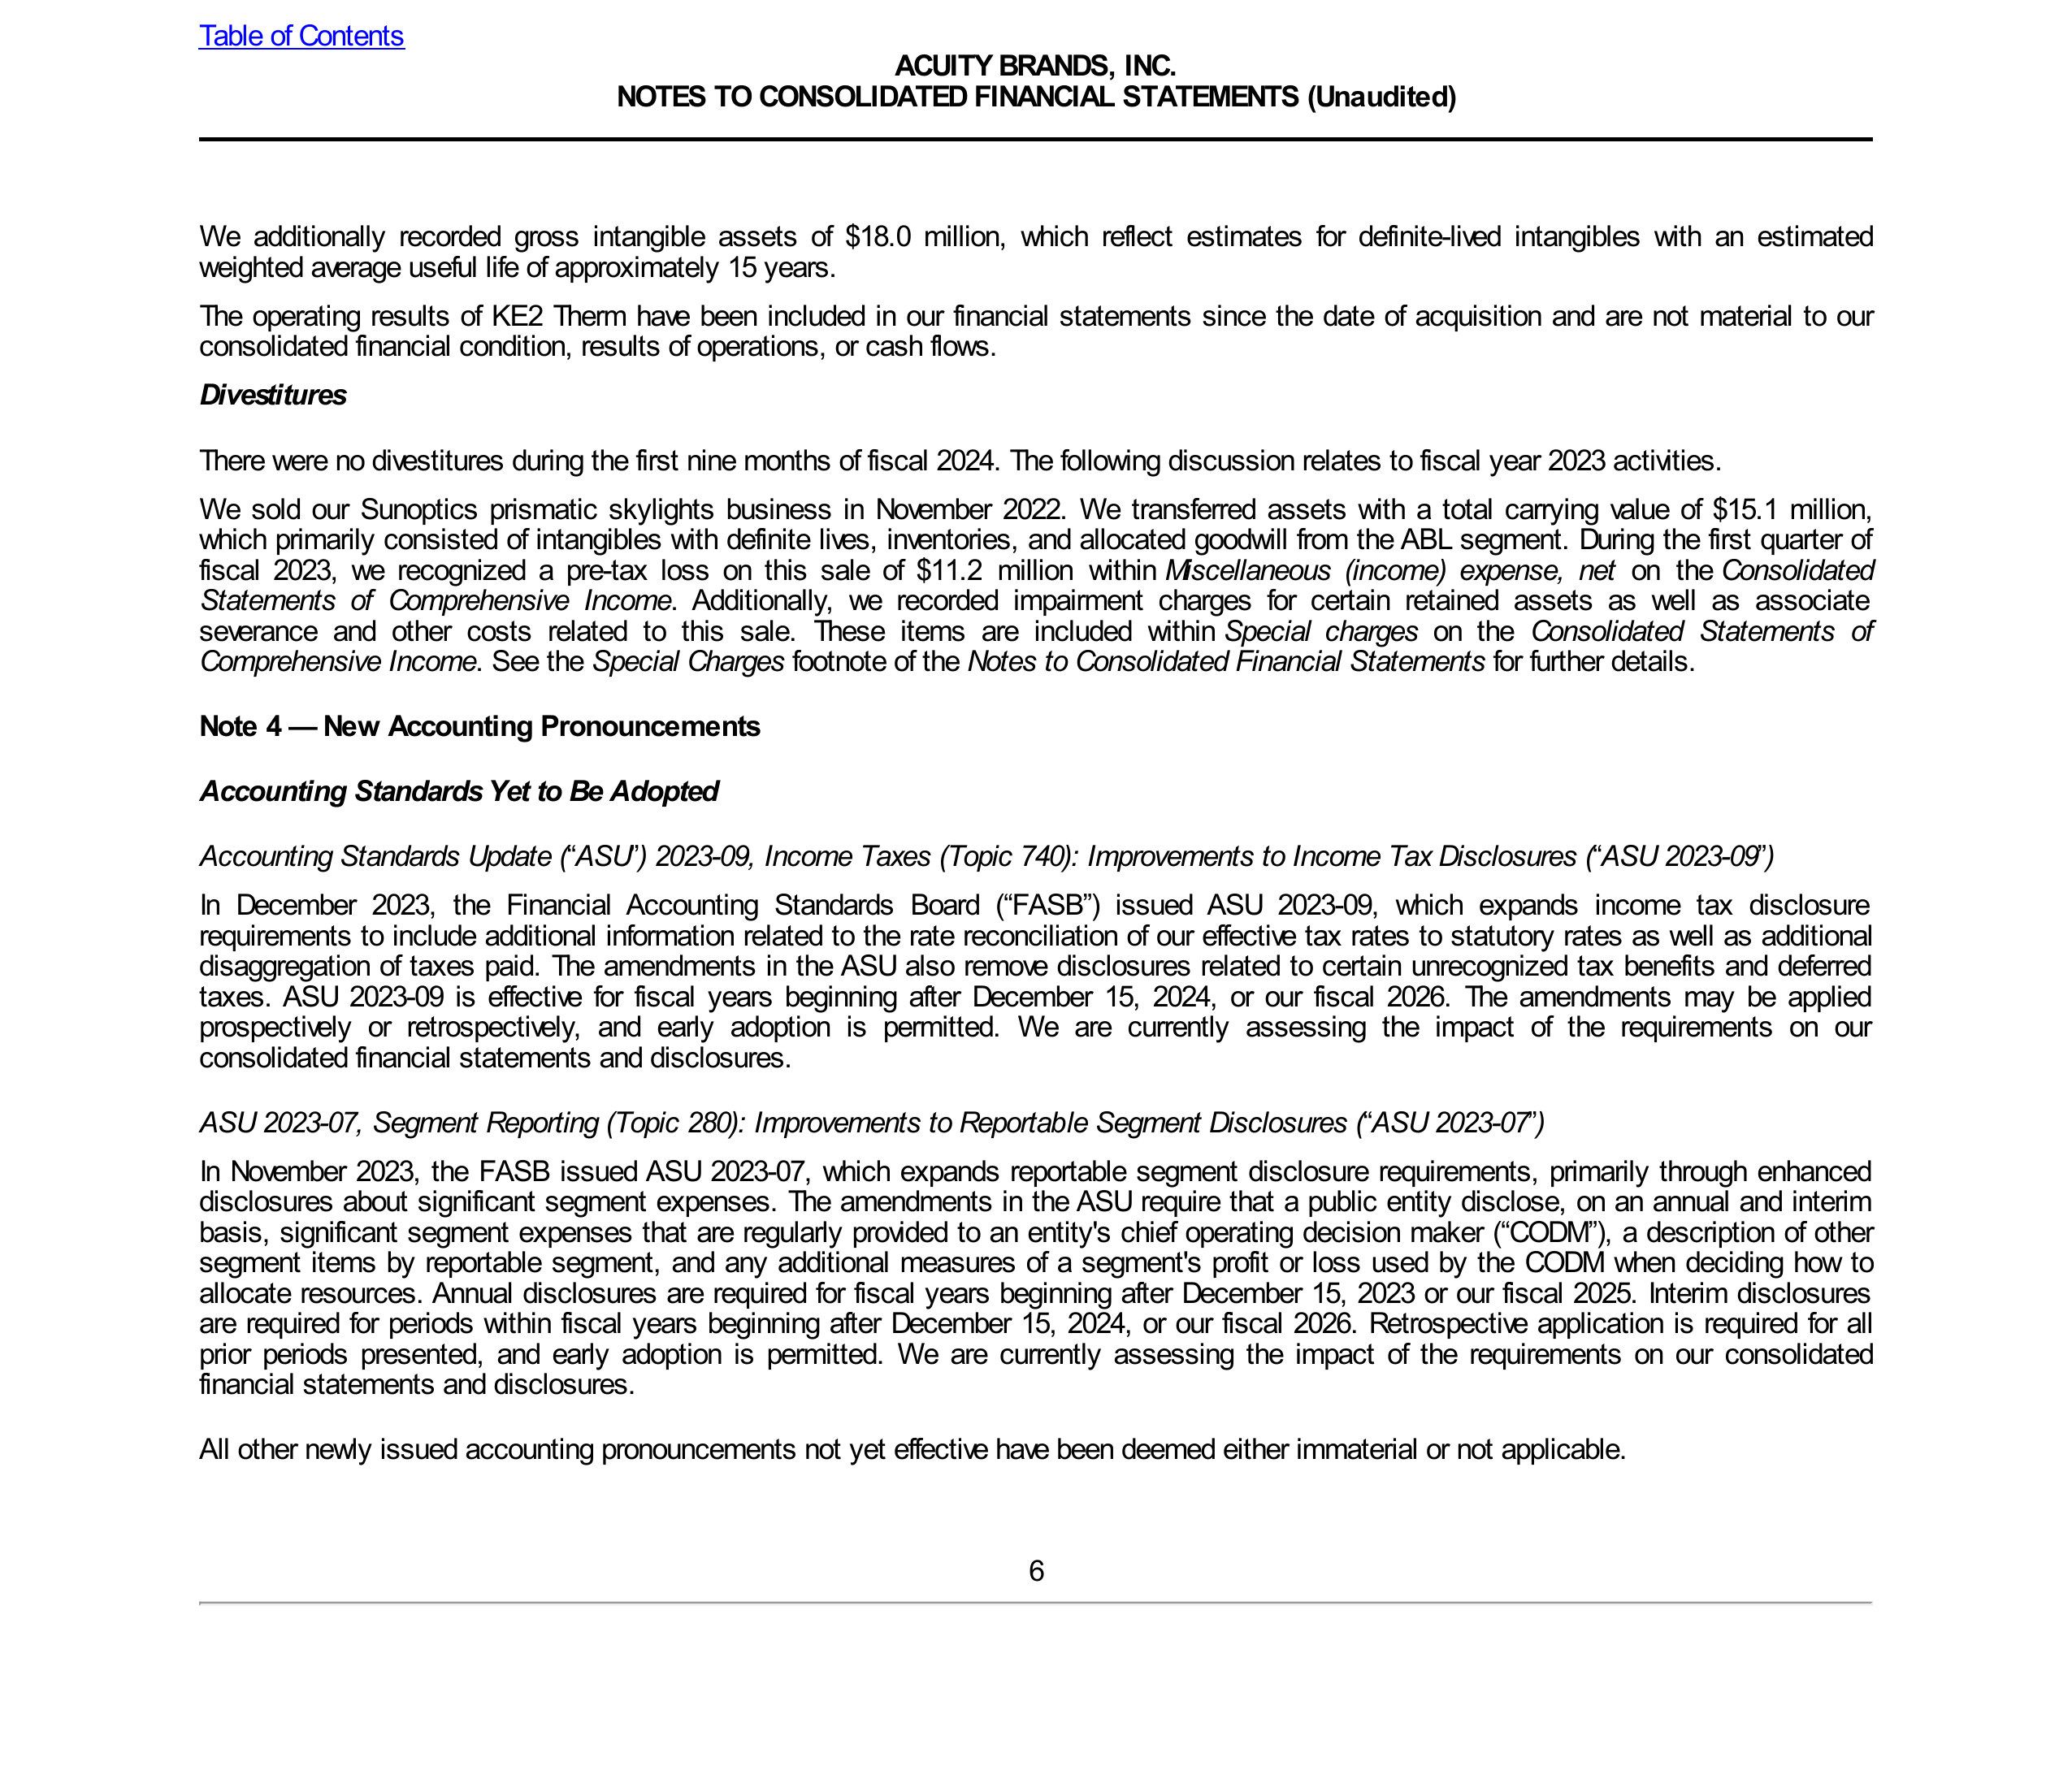 Table of Contents
ACUITY BRANDS, INC.
NOTES TO CONSOLIDATED FINANCIAL STATEMENTS (Unaudited)
We additionally recorded gross intangible assets of $18.0 million, which reflect estimates for definite-lived intangibles with an estimated
weighted average useful life of approximately 15 years.
The operating results of KE2 Therm have been included in our financial statements since the date of acquisition and are not material to our
consolidated financial condition, results of operations, or cash flows.
Divestitures
There were no divestitures during the first nine months of fiscal 2024. The following discussion relates to fiscal year 2023 activities.
We sold our Sunoptics prismatic skylights business in November 2022. We transferred assets with a total carrying value of $15.1 million,
which primarily consisted of intangibles with definite lives, inventories, and allocated goodwill from the ABL segment. During the first quarter of
fiscal 2023, we recognized a pre-tax loss on this sale of $11.2 million within Miscellaneous (income) expense, net on the Consolidated
Statements of Comprehensive Income. Additionally, we recorded impairment charges for certain retained assets as well as associate
severance and other costs related to this sale. These items are included within Special charges on the Consolidated Statements of
Comprehensive Income. See the Special Charges footnote of the Notes to Consolidated Financial Statements for further details.
Note 4 — New Accounting Pronouncements
Accounting Standards Yet to Be Adopted
Accounting Standards Update (“ASU”) 2023-09, Income Taxes (Topic 740): Improvements to Income Tax Disclosures (“ASU 2023-09”)
In December 2023, the Financial Accounting Standards Board (“FASB”) issued ASU 2023-09, which expands income tax disclosure
requirements to include additional information related to the rate reconciliation of our effective tax rates to statutory rates as well as additional
disaggregation of taxes paid. The amendments in the ASU also remove disclosures related to certain unrecognized tax benefits and deferred
taxes. ASU 2023-09 is effective for fiscal years beginning after December 15, 2024, or our fiscal 2026. The amendments may be applied
prospectively or retrospectively, and early adoption is permitted. We are currently assessing the impact of the requirements on our
consolidated financial statements and disclosures.
ASU 2023-07, Segment Reporting (Topic 280): Improvements to Reportable Segment Disclosures (“ASU 2023-07”)
In November 2023, the FASB issued ASU 2023-07, which expands reportable segment disclosure requirements, primarily through enhanced
disclosures about significant segment expenses. The amendments in the ASU require that a public entity disclose, on an annual and interim
basis, significant segment expenses that are regularly provided to an entity's chief operating decision maker (“CODM”), a description of other
segment items by reportable segment, and any additional measures of a segment's profit or loss used by the CODM when deciding how to
allocate resources. Annual disclosures are required for fiscal years beginning after December 15, 2023 or our fiscal 2025. Interim disclosures
are required for periods within fiscal years beginning after December 15, 2024, or our fiscal 2026. Retrospective application is required for all
prior periods presented, and early adoption is permitted. We are currently assessing the impact of the requirements on our consolidated
financial statements and disclosures.
All other newly issued accounting pronouncements not yet effective have been deemed either immaterial or not applicable.
6